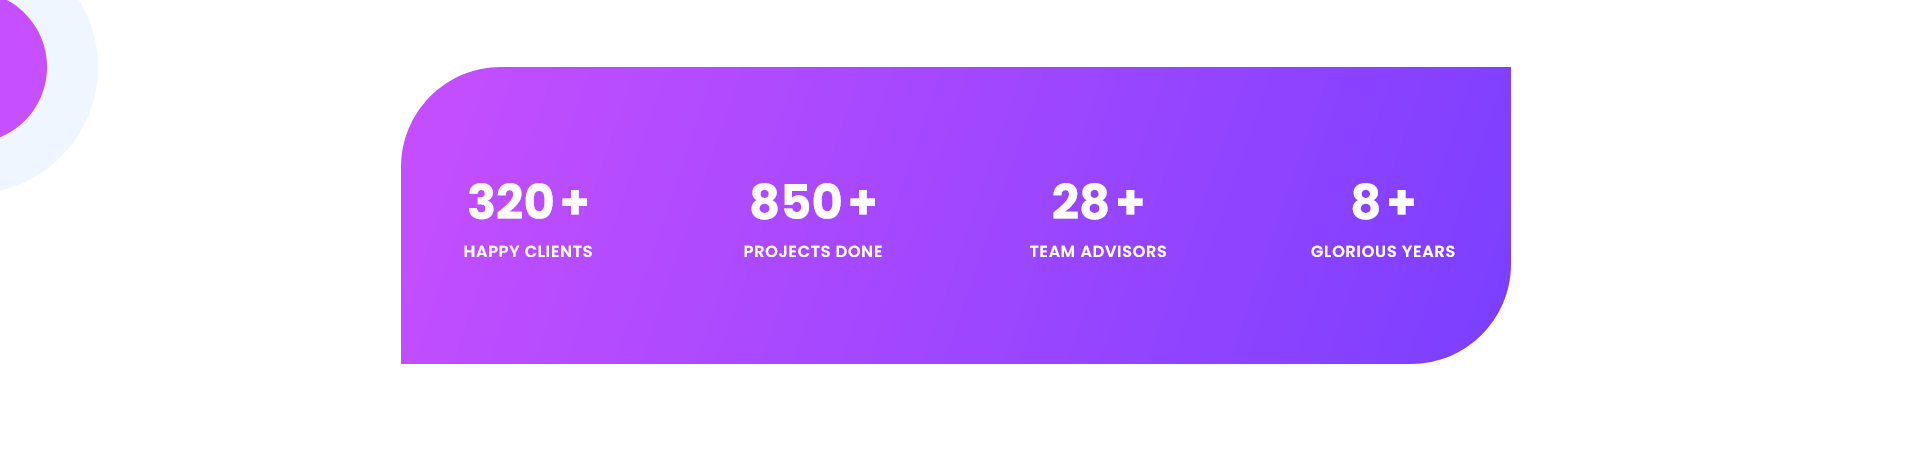 320 + 850 + 28 + 8 +
HAPPY CLIENTS PROJECTS DONE TEAM ADVISORS GLORIOUS YEARS